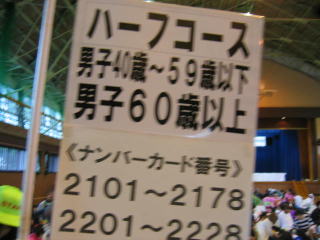 ハーフコース
男子40歳～59歳以下
男子60歳以上
《ナンバーカード番号》
2101～2178
2201～2228